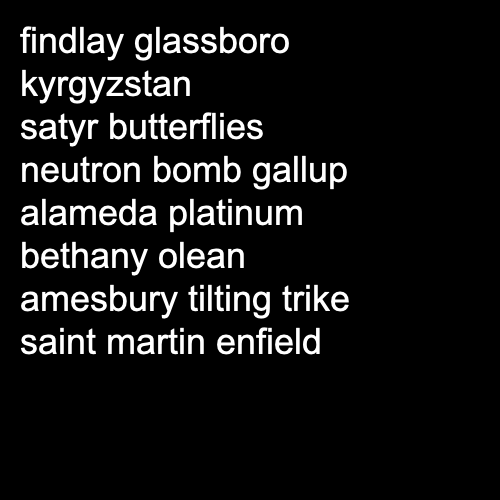 findlay glassboro
kyrgyzstan
satyr butterflies
neutron bomb gallup
alameda platinum
bethany olean
amesbury tilting trike
saint martin enfield